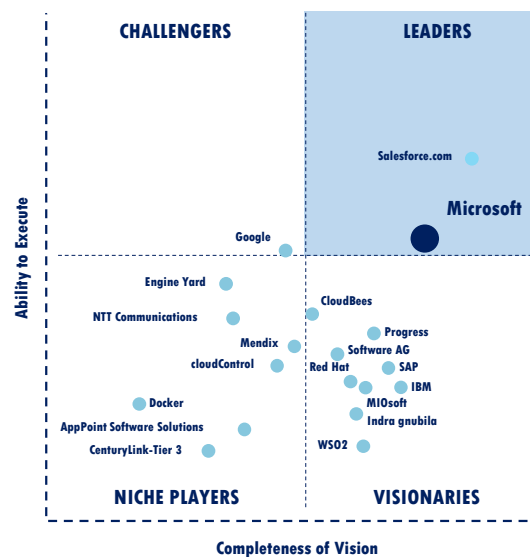 CHALLENGERS
LEADERS
Salesforce.com
Microsoft
Google
Ability to Execute
Engine Yard
CloudBees
NTT Communications
Progress
Mendix
Software AG
cloudControl
Red Hat
SAP
IBM
Docker
MIOsoft
AppPoint Software Solutions
Indra gnubila
CenturyLink-Tier 3
WSO2
NICHE PLAYERS
VISIONARIES
Completeness of Vision